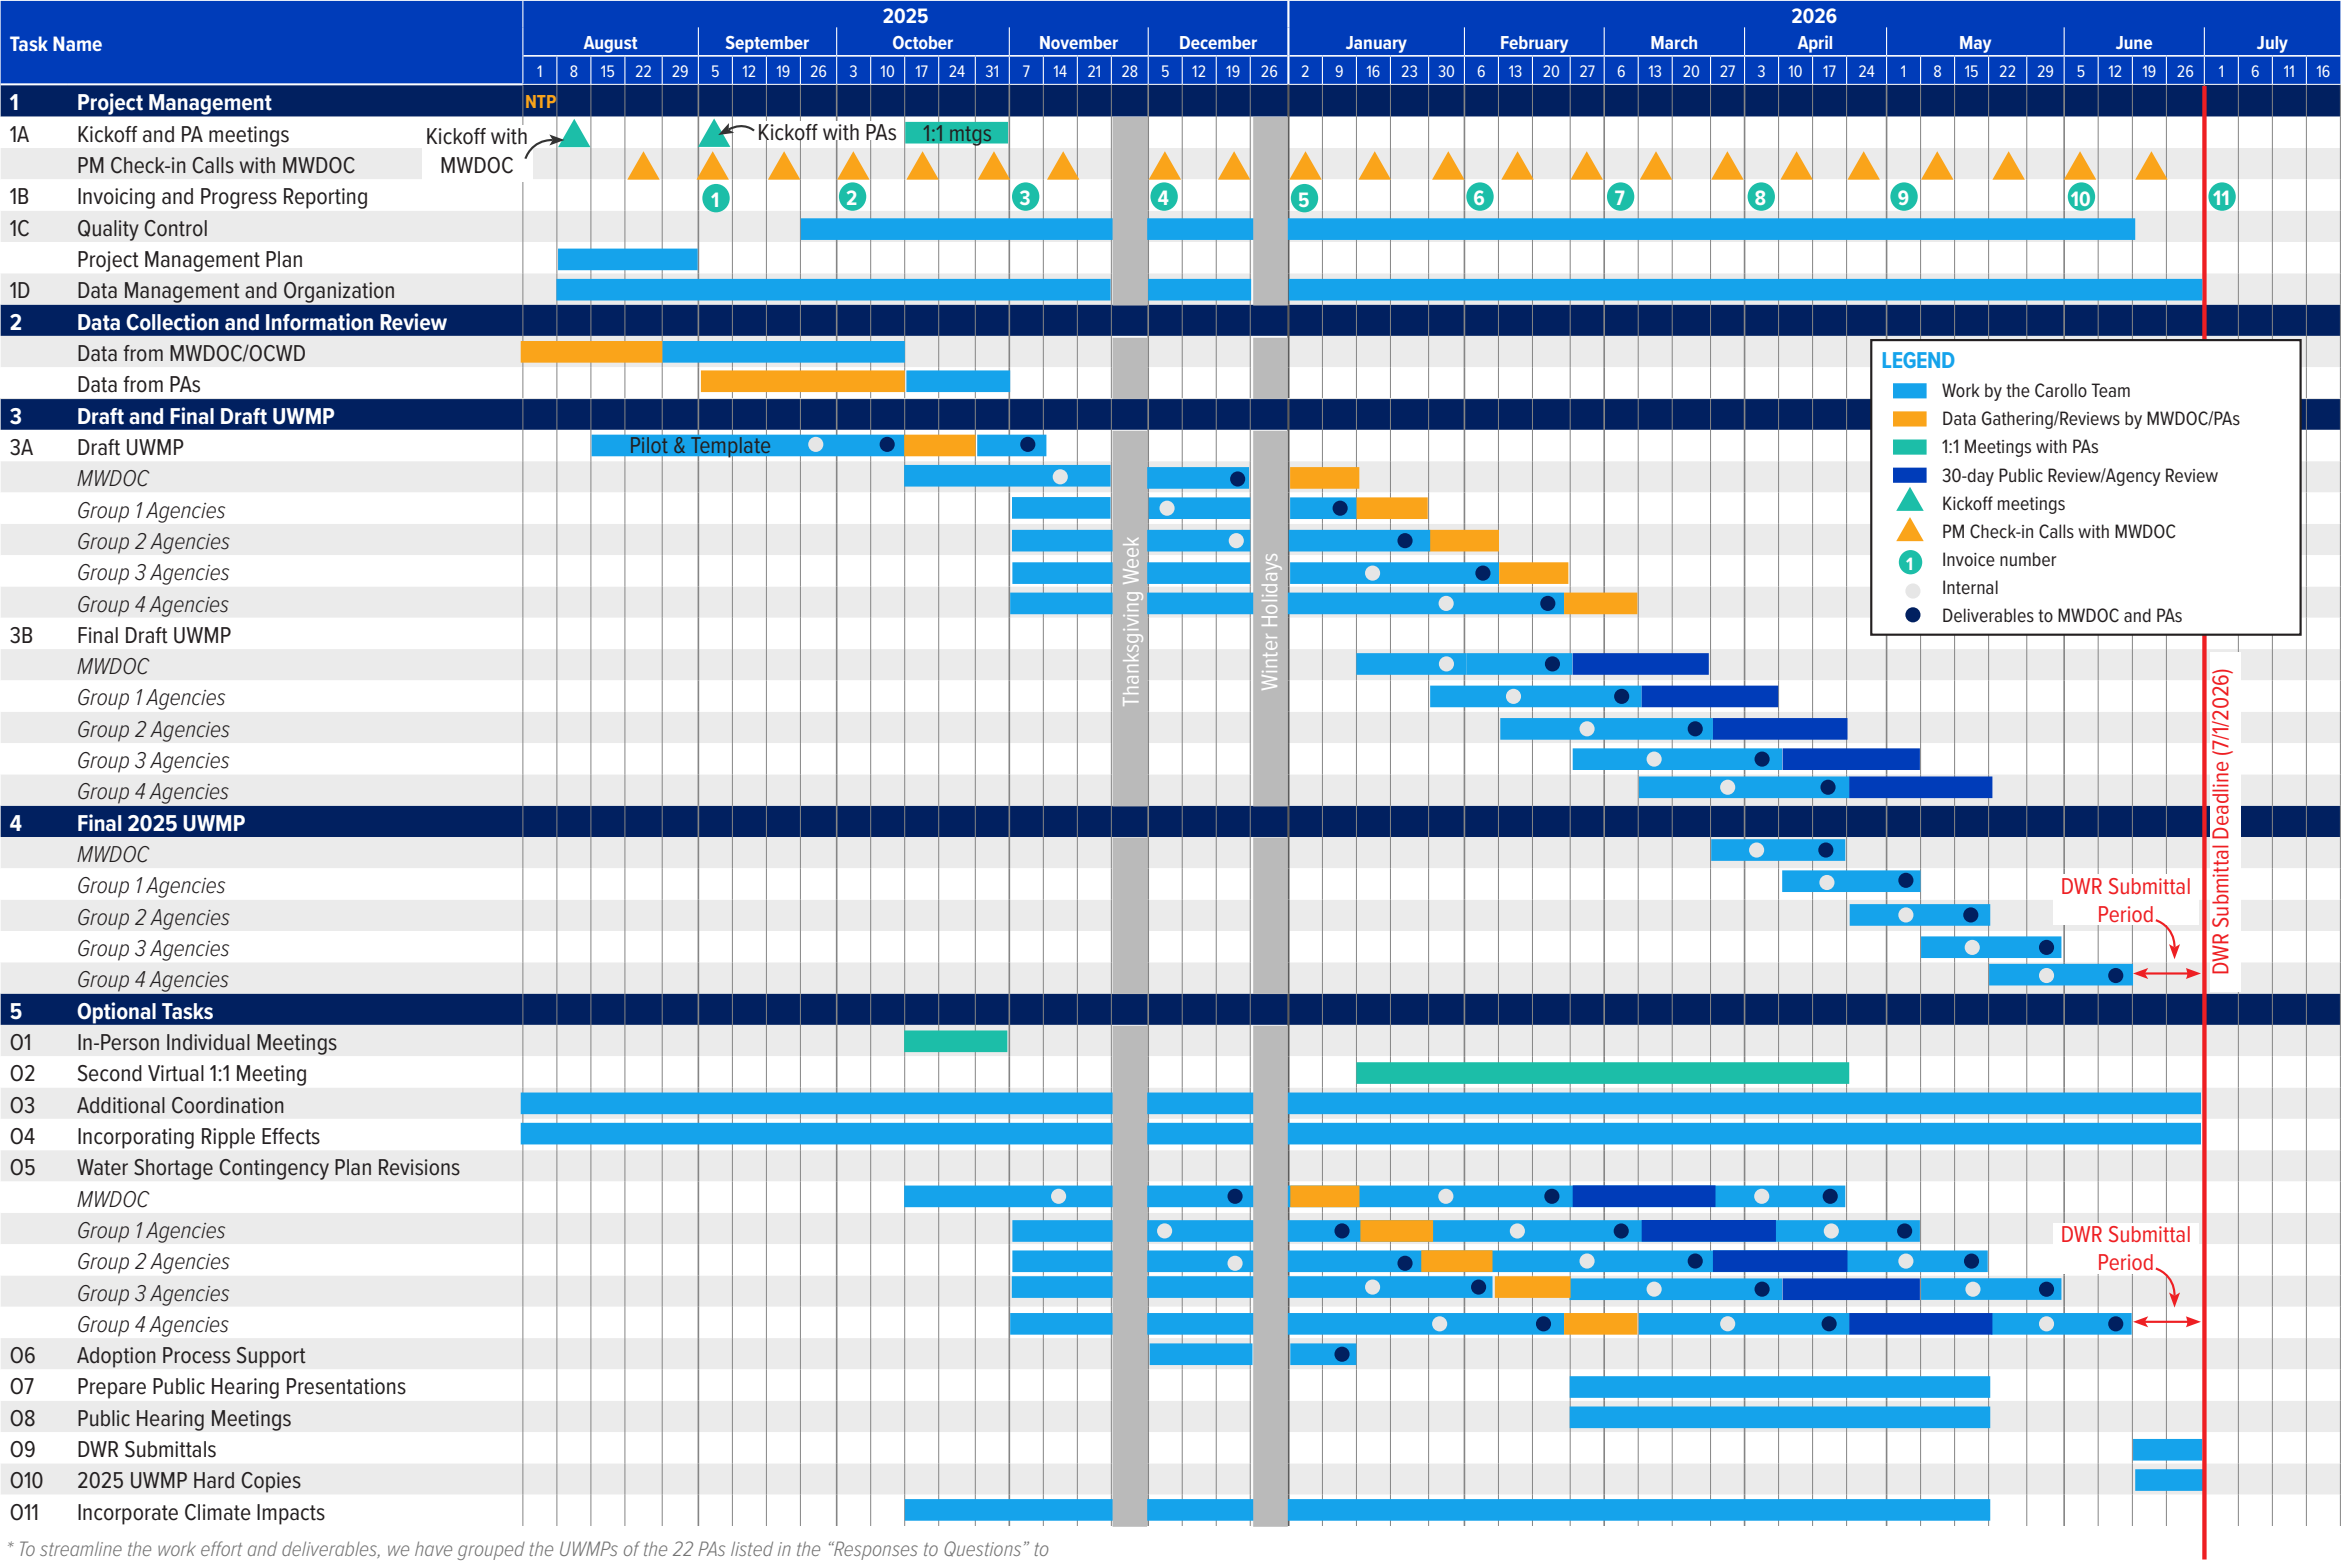 2025 2026
Task Name August September October November December January February March April May June July
1 8 15 22 29 5 12 19 26 3 10 17 24 31 7 14 21 28 5 12 19 26 2 9 16 23 30 6 13 20 27 6 13 20 27 3 10 17 24 1 8 15 22 29 5 12 19 26 1 6 11 16
1 Project Management NTP
1A Kickoff and PA meetings Kickoff with Kickoff with PAs 1:1 mtgs
PM Check-in Calls with MWDOC MWDOC
1B Invoicing and Progress Reporting 1 2 3 4 5 6 7 8 9 10 11
1C Quality Control
Project Management Plan
1D Data Management and Organization
2 Data Collection and Information Review
Data from MWDOC/OCWD
Data from PAs
3 Draft and Final Draft UWMP
3A Draft UWMP Pilot & Template
MWDOC
Group 1 Agencies
Group 2 Agencies
Group 3 Agencies
Group 4 Agencies
3B Final Draft UWMP
MWDOC
Group 1 Agencies
Group 2 Agencies
Group 3 Agencies
Group 4 Agencies
Thanksgiving Week
Winter Holidays
LEGEND
Work by the Carollo Team
Data Gathering/Reviews by MWDOC/PAs
1:1 Meetings with PAs
30-day Public Review/Agency Review
Kickoff meetings
PM Check-in Calls with MWDOC
1 Invoice number
Internal
Deliverables to MWDOC and PAs
DWR Submittal Deadline (7/1/2026)
4 Final 2025 UWMP
MWDOC
Group 1 Agencies
Group 2 Agencies
Group 3 Agencies
Group 4 Agencies
DWR Submittal
Period
5 Optional Tasks
O1 In-Person Individual Meetings
O2 Second Virtual 1:1 Meeting
O3 Additional Coordination
O4 Incorporating Ripple Effects
O5 Water Shortage Contingency Plan Revisions
MWDOC
Group 1 Agencies
Group 2 Agencies
Group 3 Agencies
Group 4 Agencies
DWR Submittal
Period
O6 Adoption Process Support
O7 Prepare Public Hearing Presentations
O8 Public Hearing Meetings
O9 DWR Submittals
O10 2025 UWMP Hard Copies
O11 Incorporate Climate Impacts
* To streamline the work effort and deliverables, we have grouped the UWMPs of the 22 PAs listed in the “Responses to Questions” to